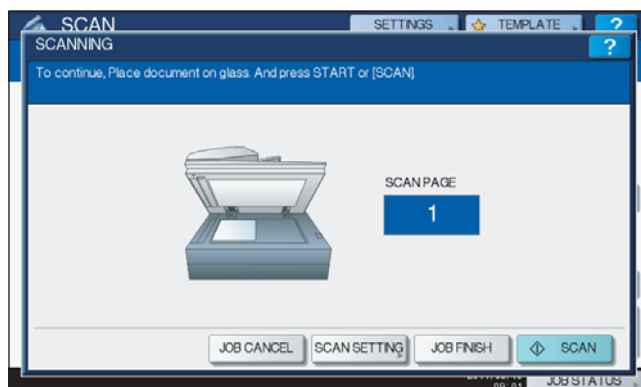 SCAN SETTINGS TEMPLATE ?
SCANNING ?
To continue, Place document on glass. And press START or [SCAN].
SCAN PAGE
1
JOB CANCEL SCAN SETTING JOB FINISH SCAN
JOB STATUS